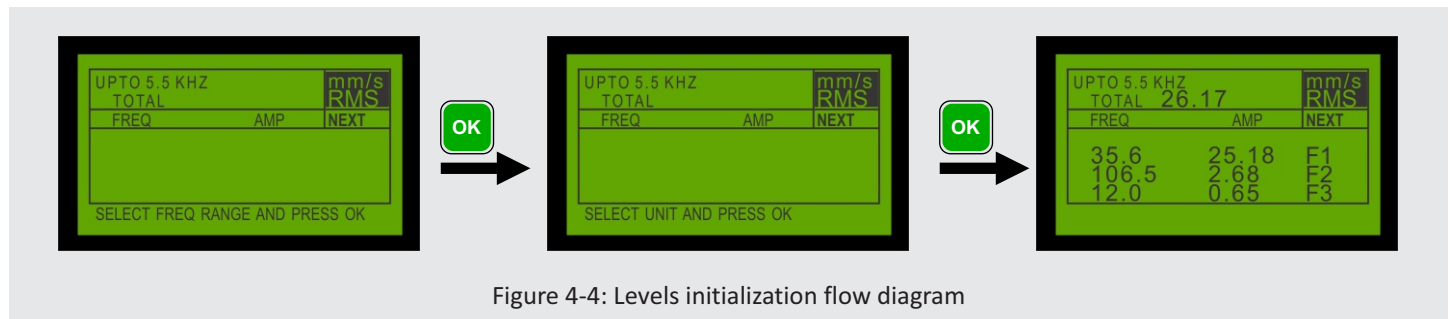 UPTO 5.5 KHZ
TOTAL
mm/s
RMS
FREQ AMP NEXT
SELECT FREQ RANGE AND PRESS OK
OK
UPTO 5.5 KHZ
TOTAL
mm/s
RMS
FREQ AMP NEXT
SELECT UNIT AND PRESS OK
OK
UPTO 5.5 KHZ
TOTAL 26.17
mm/s
RMS
FREQ AMP NEXT
35.6 25.18 F1
106.5 2.68 F2
12.0 0.65 F3
Figure 4-4: Levels initialization flow diagram